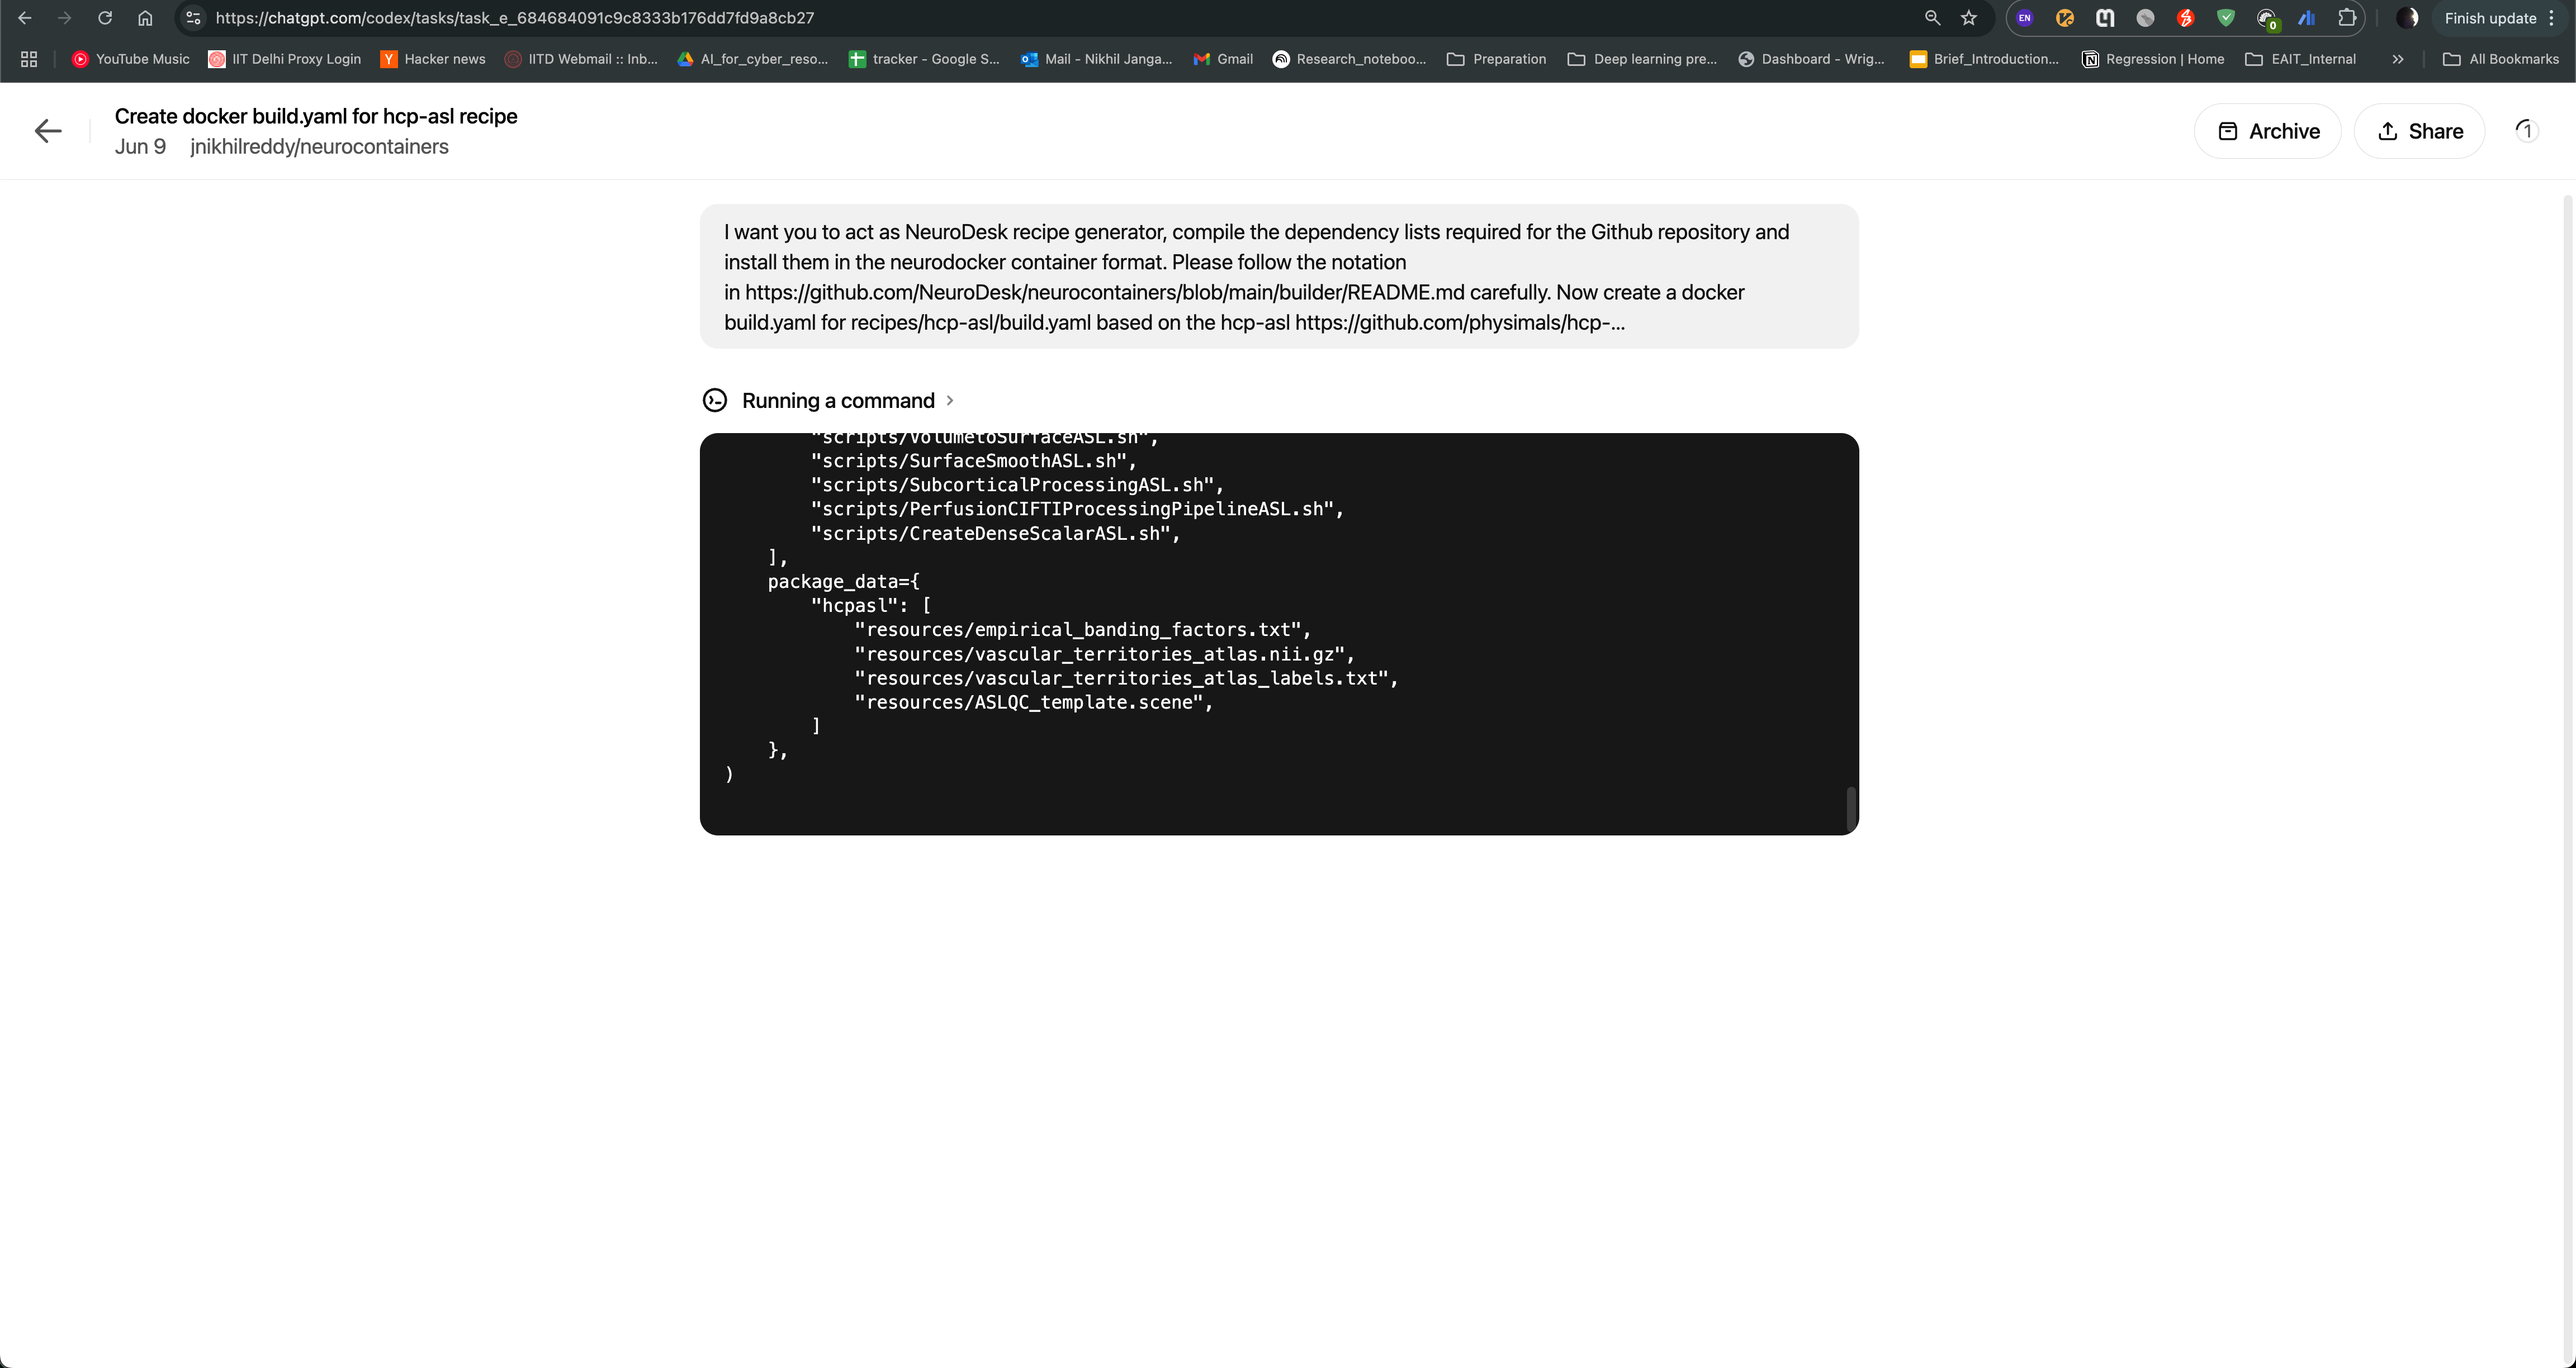 https://chatgpt.com/codex/tasks/task_e_684684091c9c8333b176dd7fd9a8cb27
EN
0
Finish update
YouTube Music
IIT Delhi Proxy Login
Hacker news
IITD Webmail :: Inb...
AI_for_cyber_reso...
tracker - Google S...
Mail - Nikhil Janga...
Gmail
Research_noteboo...
Preparation
Deep learning pre...
Dashboard - Wrig...
Brief_Introduction...
Regression | Home
EAIT_Internal
All Bookmarks
Create docker build.yaml for hcp-asl recipe
Jun 9 jnikhilreddy/neurocontainers
Archive
Share
1
I want you to act as NeuroDesk recipe generator, compile the dependency lists required for the Github repository and
install them in the neurodocker container format. Please follow the notation
in https://github.com/NeuroDesk/neurocontainers/blob/main/builder/README.md carefully. Now create a docker
build.yaml for recipes/hcp-asl/build.yaml based on the hcp-asl https://github.com/physimals/hcp-...
Running a command
"scripts/VolumetoSurfaceASL.sh",
"scripts/SurfaceSmoothASL.sh",
"scripts/SubcorticalProcessingASL.sh",
"scripts/PerfusionCIFTIProcessingPipelineASL.sh",
"scripts/CreateDenseScalarASL.sh",
],
package_data={
"hcpasl": [
"resources/empirical_banding_factors.txt",
"resources/vascular_territories_atlas.nii.gz",
"resources/vascular_territories_atlas_labels.txt",
"resources/ASLQC_template.scene",
]
},
)